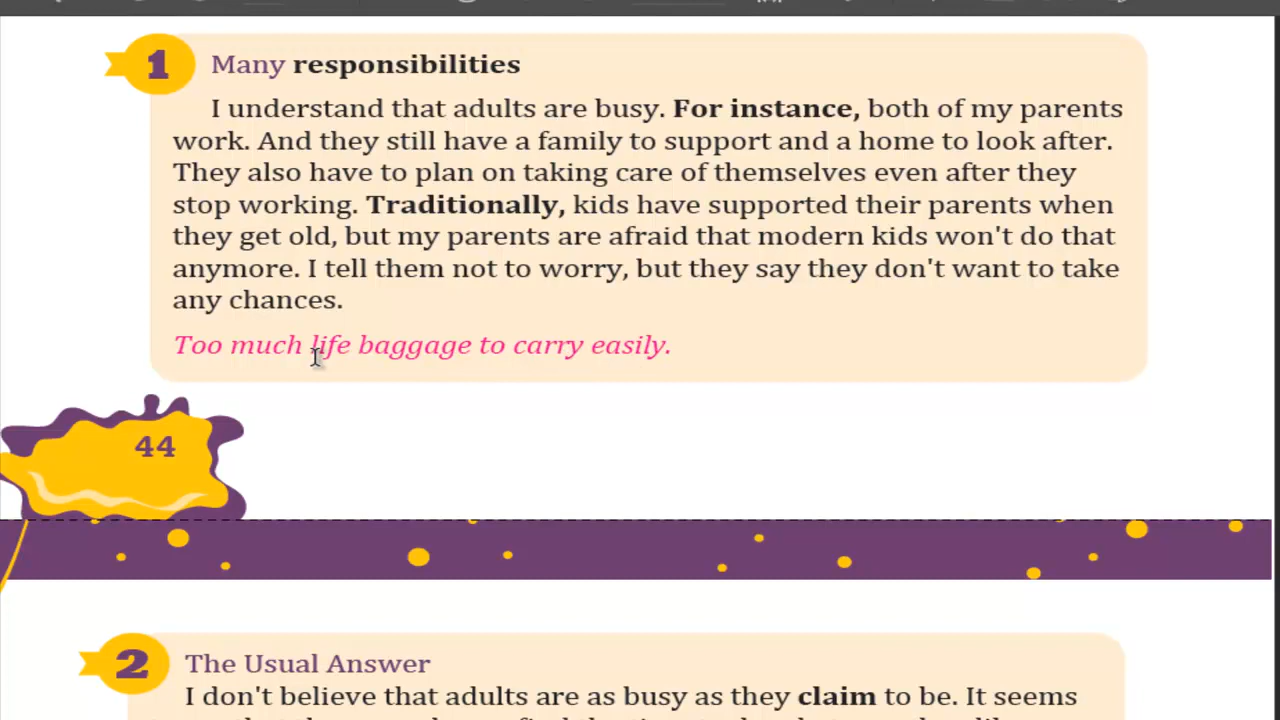 1 Many responsibilities
I understand that adults are busy. For instance, both of my parents
work. And they still have a family to support and a home to look after.
They also have to plan on taking care of themselves even after they
stop working. Traditionally, kids have supported their parents when
they get old, but my parents are afraid that modern kids won't do that
anymore. I tell them not to worry, but they say they don't want to take
any chances.
Too much life baggage to carry easily.
44
2 The Usual Answer
I don't believe that adults are as busy as they claim to be. It seems